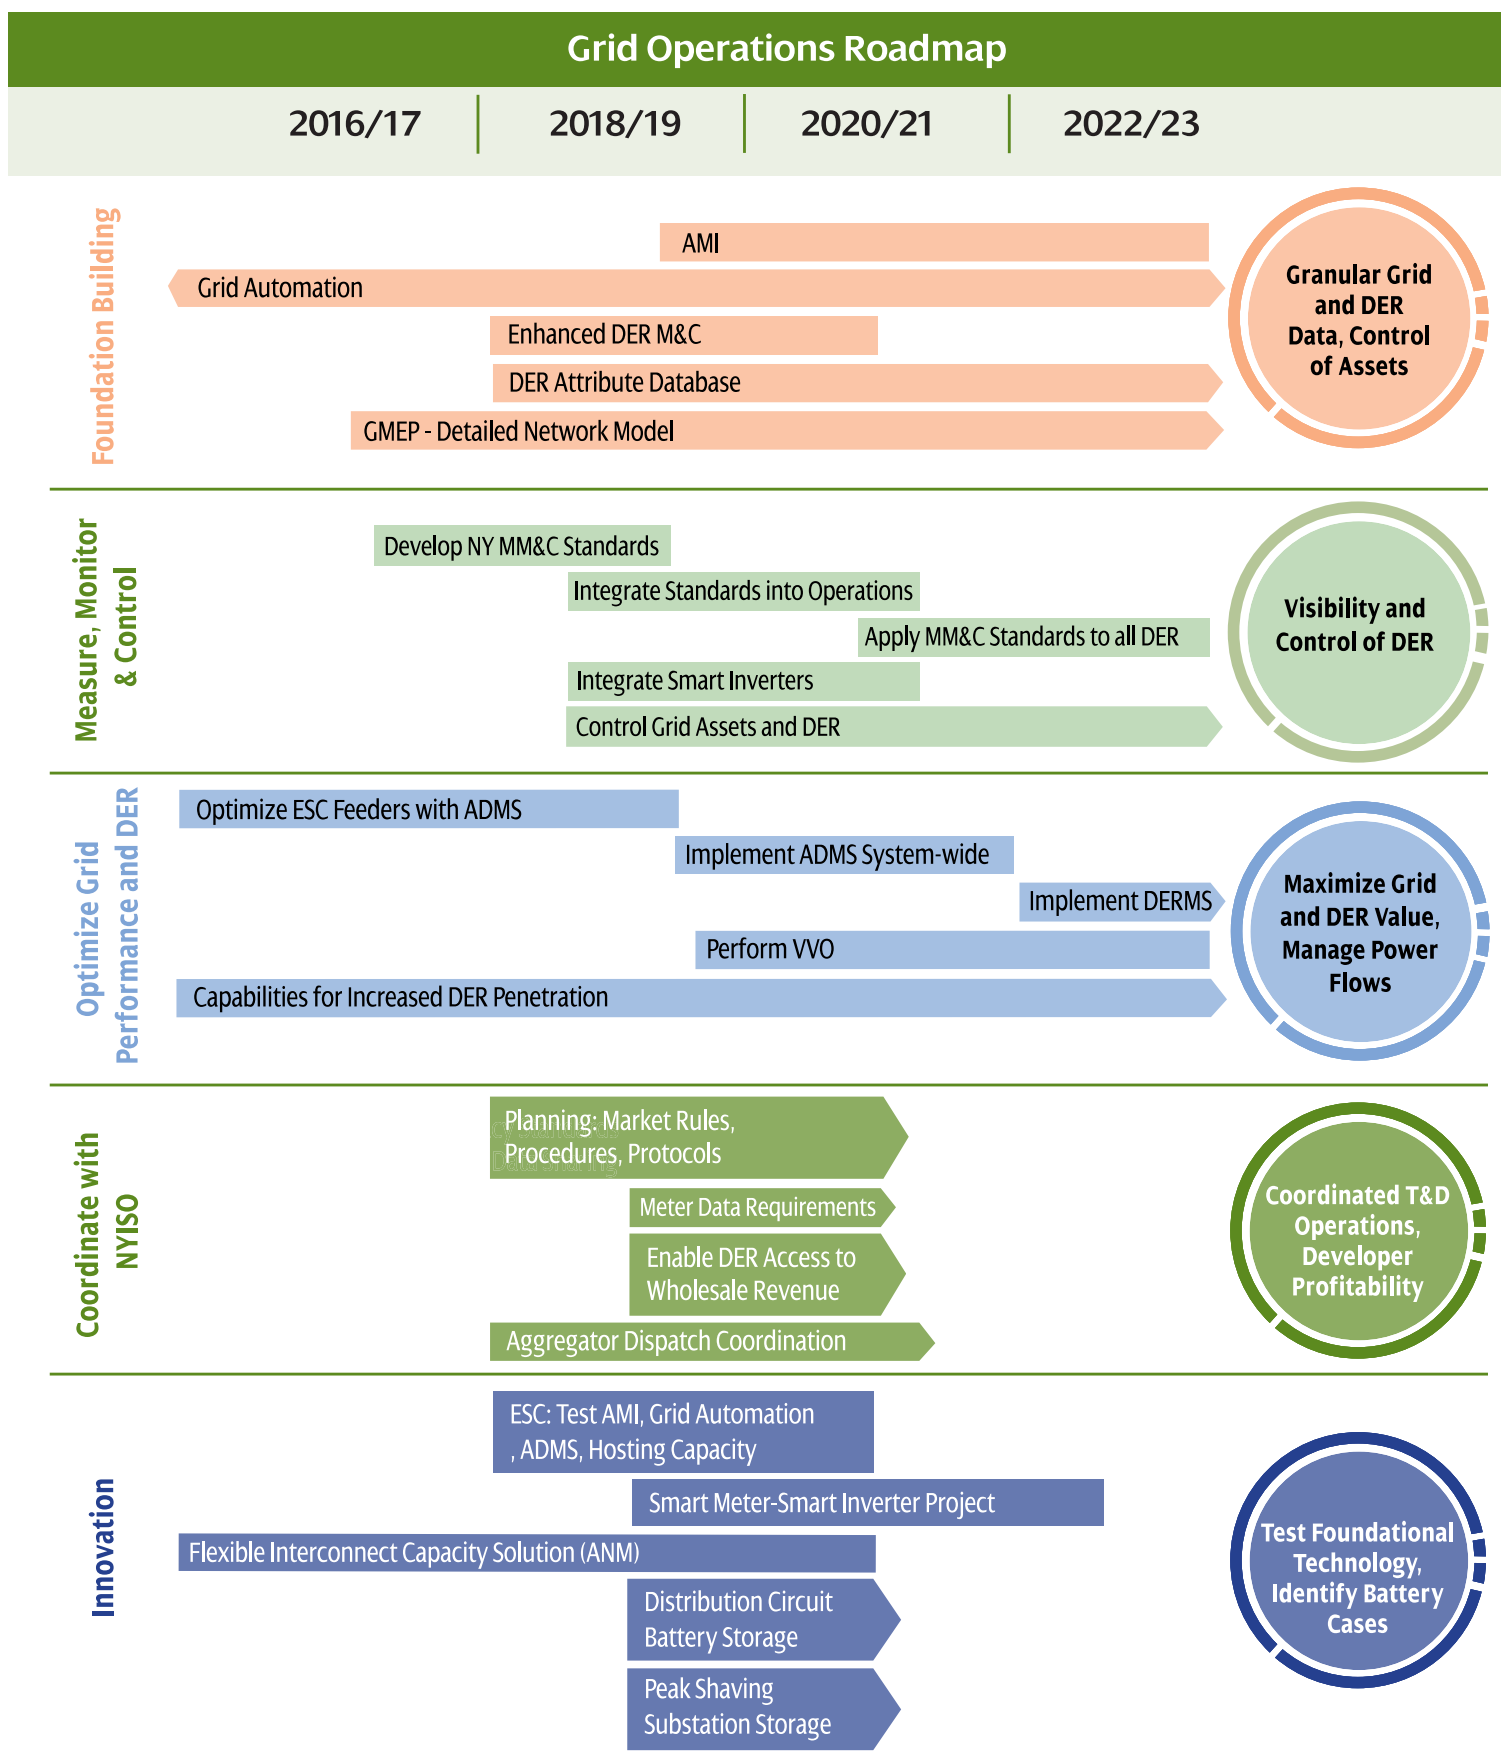 Grid Operations Roadmap
2016/17
2018/19
2020/21
2022/23
Foundation Building
AMI
Grid Automation
Enhanced DER M&C
DER Attribute Database
GMEP - Detailed Network Model
Granular Grid
and DER
Data, Control
of Assets
Measure, Monitor
& Control
Develop NY MM&C Standards
Integrate Standards into Operations
Apply MM&C Standards to all DER
Integrate Smart Inverters
Control Grid Assets and DER
Visibility and
Control of DER
Optimize Grid
Performance and DER
Optimize ESC Feeders with ADMS
Implement ADMS System-wide
Implement DERMS
Perform VVO
Capabilities for Increased DER Penetration
Maximize Grid
and DER Value,
Manage Power
Flows
Coordinate with
NYISO
Planning: Market Rules,
Procedures, Protocols
Meter Data Requirements
Enable DER Access to
Wholesale Revenue
Aggregator Dispatch Coordination
Coordinated T&D
Operations,
Developer
Profitability
Innovation
ESC: Test AMI, Grid Automation
, ADMS, Hosting Capacity
Smart Meter-Smart Inverter Project
Flexible Interconnect Capacity Solution (ANM)
Distribution Circuit
Battery Storage
Peak Shaving
Substation Storage
Test Foundational
Technology,
Identify Battery
Cases